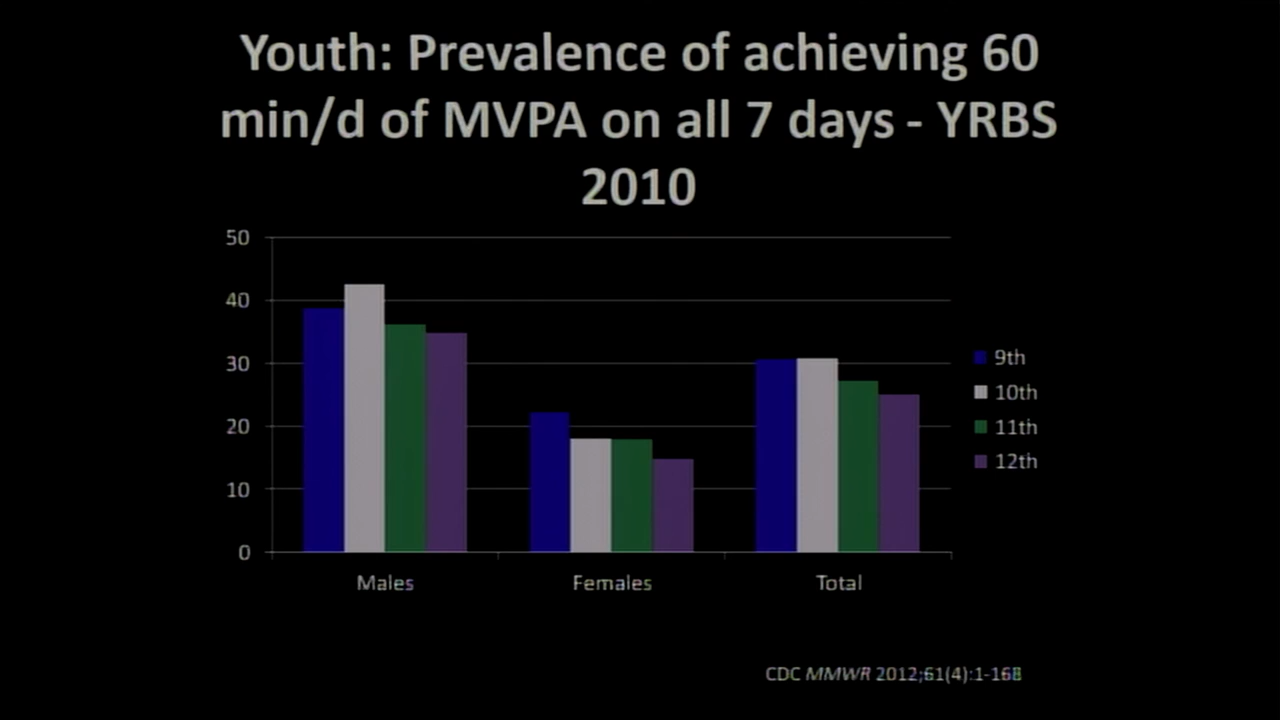 Youth: Prevalence of achieving 60
min/d of MVPA on all 7 days - YRBS
2010
50
40
30
20
10
0
Males
Females
Total
9th
10th
11th
12th
CDC MMWR 2012;61(4):1-168